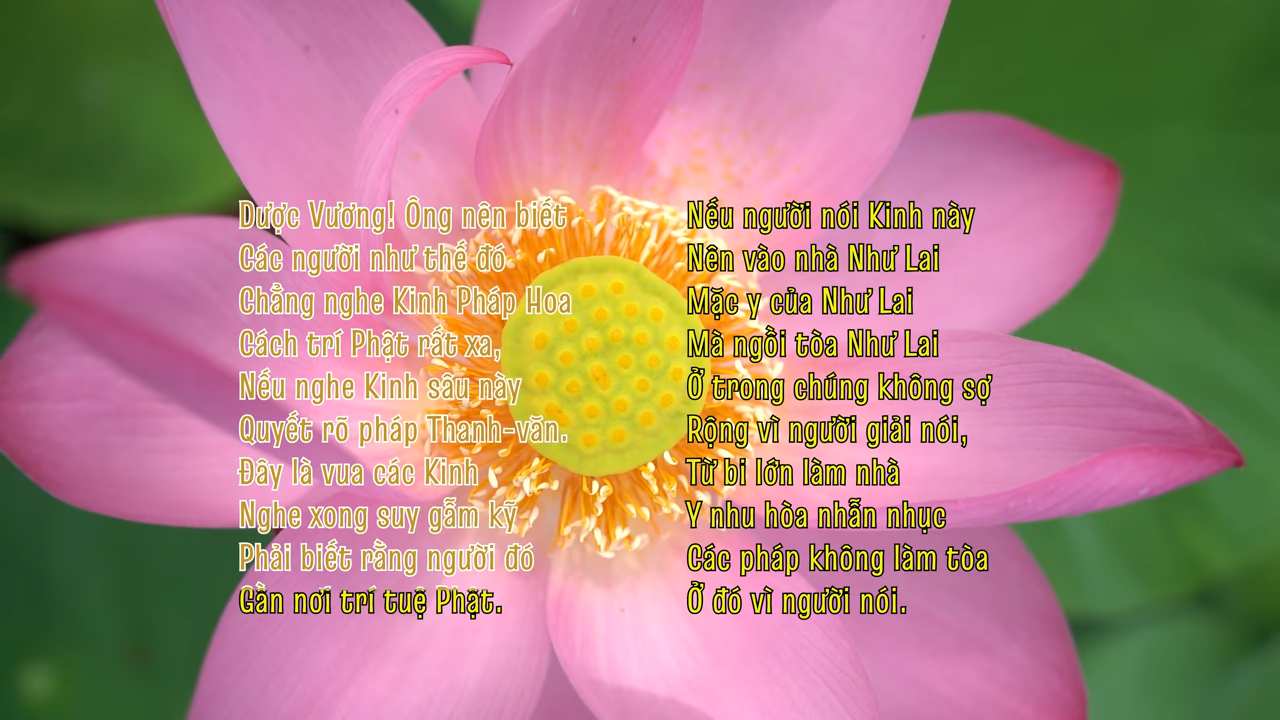 Dược Vương! Ông nên biết
Các người như thế đó
Chẳng nghe Kinh Pháp Hoa
Cách trí Phật rất xa,
Nếu nghe Kinh sâu này
Quyết rõ pháp Thanh-văn.
Đây là vua các Kinh
Nghe xong suy gẫm kỹ
Phải biết rằng người đó
Gần nơi trí tuệ Phật.
Nếu người nói Kinh này
Nên vào nhà Như Lai
Mặc y của Như Lai
Mà ngồi tòa Như Lai
Ở trong chúng không sợ
Rộng vì người giải nói,
Từ bi lớn làm nhà
Y nhu hòa nhẫn nhục
Các pháp không làm tòa
Ở đó vì người nói.